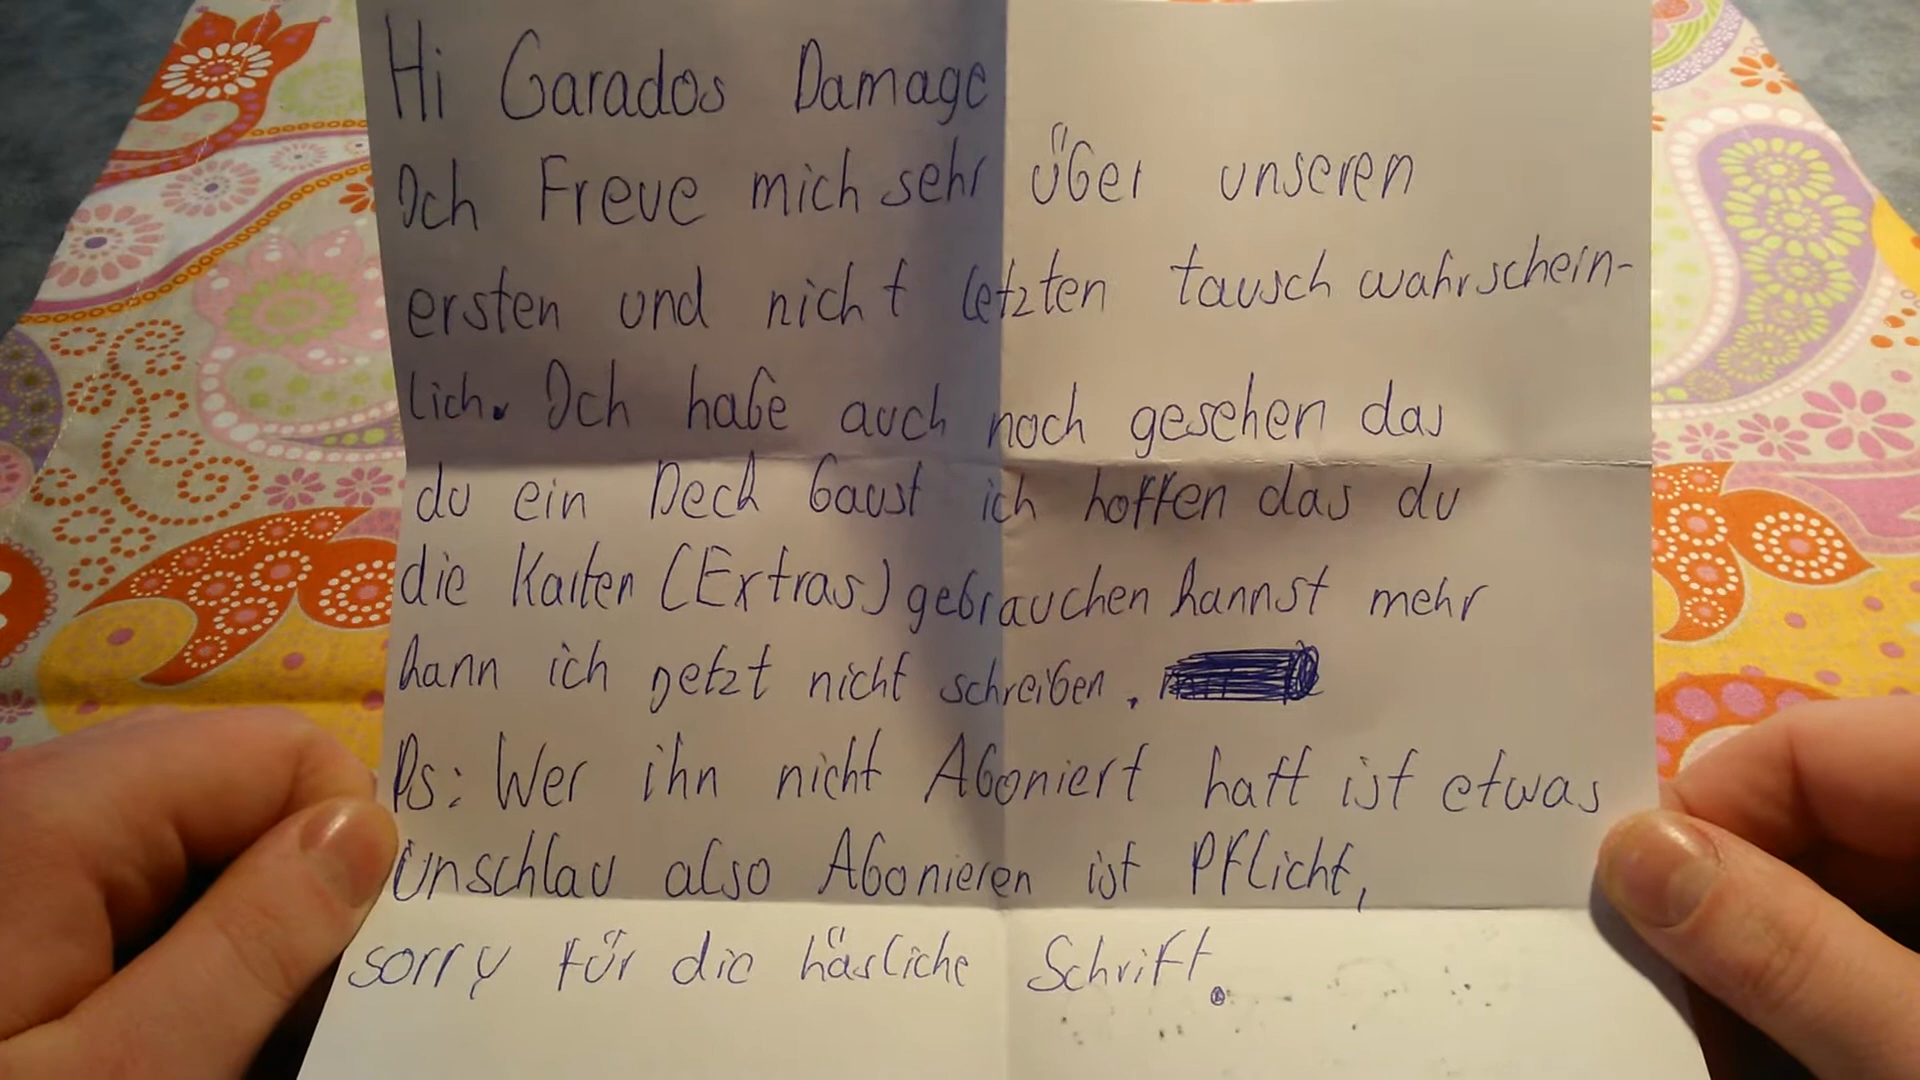 Hi Garados Damage
Ich Freue mich sehr über unseren
ersten und nicht letzten tausch wahrschein-
lich. Ich habe auch noch gesehen das
du ein Deck baust ich hoffen das du
die Karten (Extras) gebrauchen kannst mehr
kann ich jetzt nicht schreiben.
Ps: Wer ihn nicht Aboniert hatt ist etwas
Unschlau also Abonieren ist Pflicht,
sorry für die häsliche Schrift.